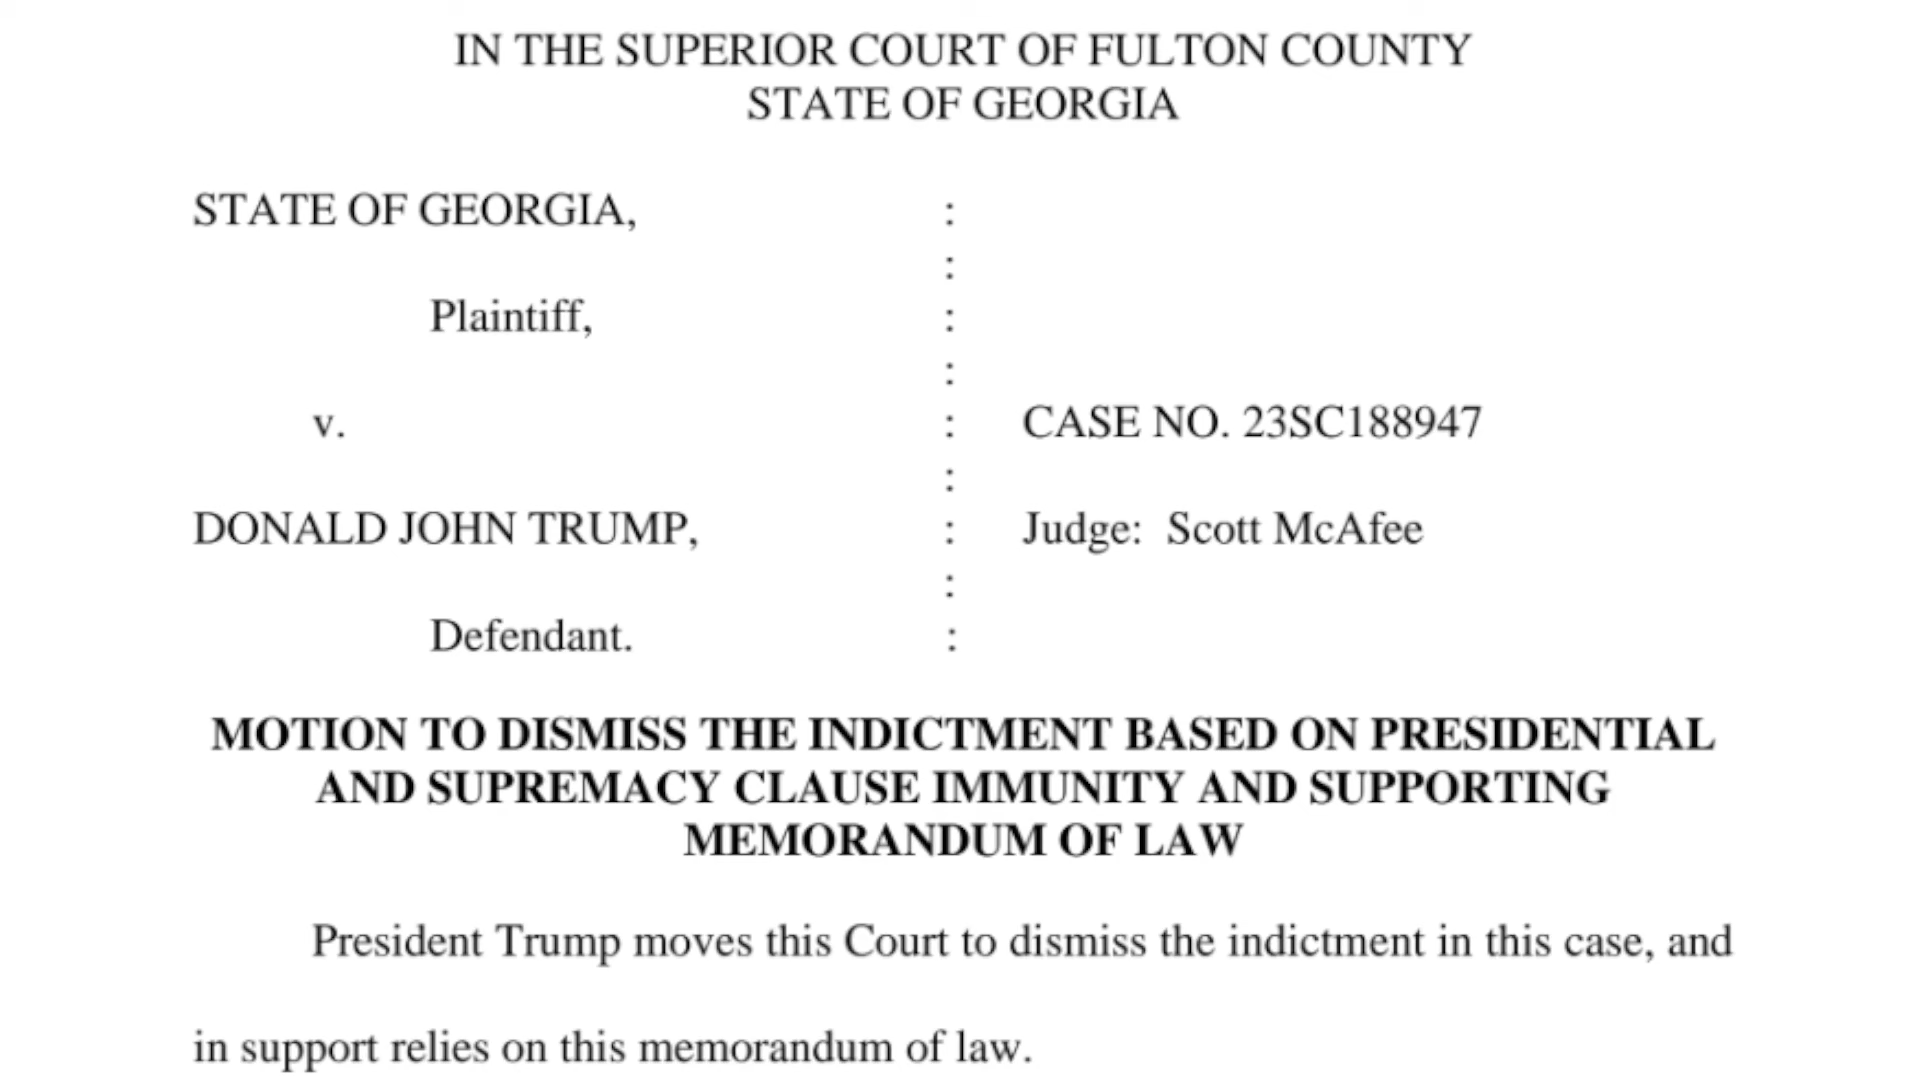 IN THE SUPERIOR COURT OF FULTON COUNTY
STATE OF GEORGIA
STATE OF GEORGIA, :
:
Plaintiff, :
:
v. : CASE NO. 23SC188947
:
DONALD JOHN TRUMP, : Judge: Scott McAfee
:
Defendant. :
MOTION TO DISMISS THE INDICTMENT BASED ON PRESIDENTIAL
AND SUPREMACY CLAUSE IMMUNITY AND SUPPORTING
MEMORANDUM OF LAW
President Trump moves this Court to dismiss the indictment in this case, and
in support relies on this memorandum of law.